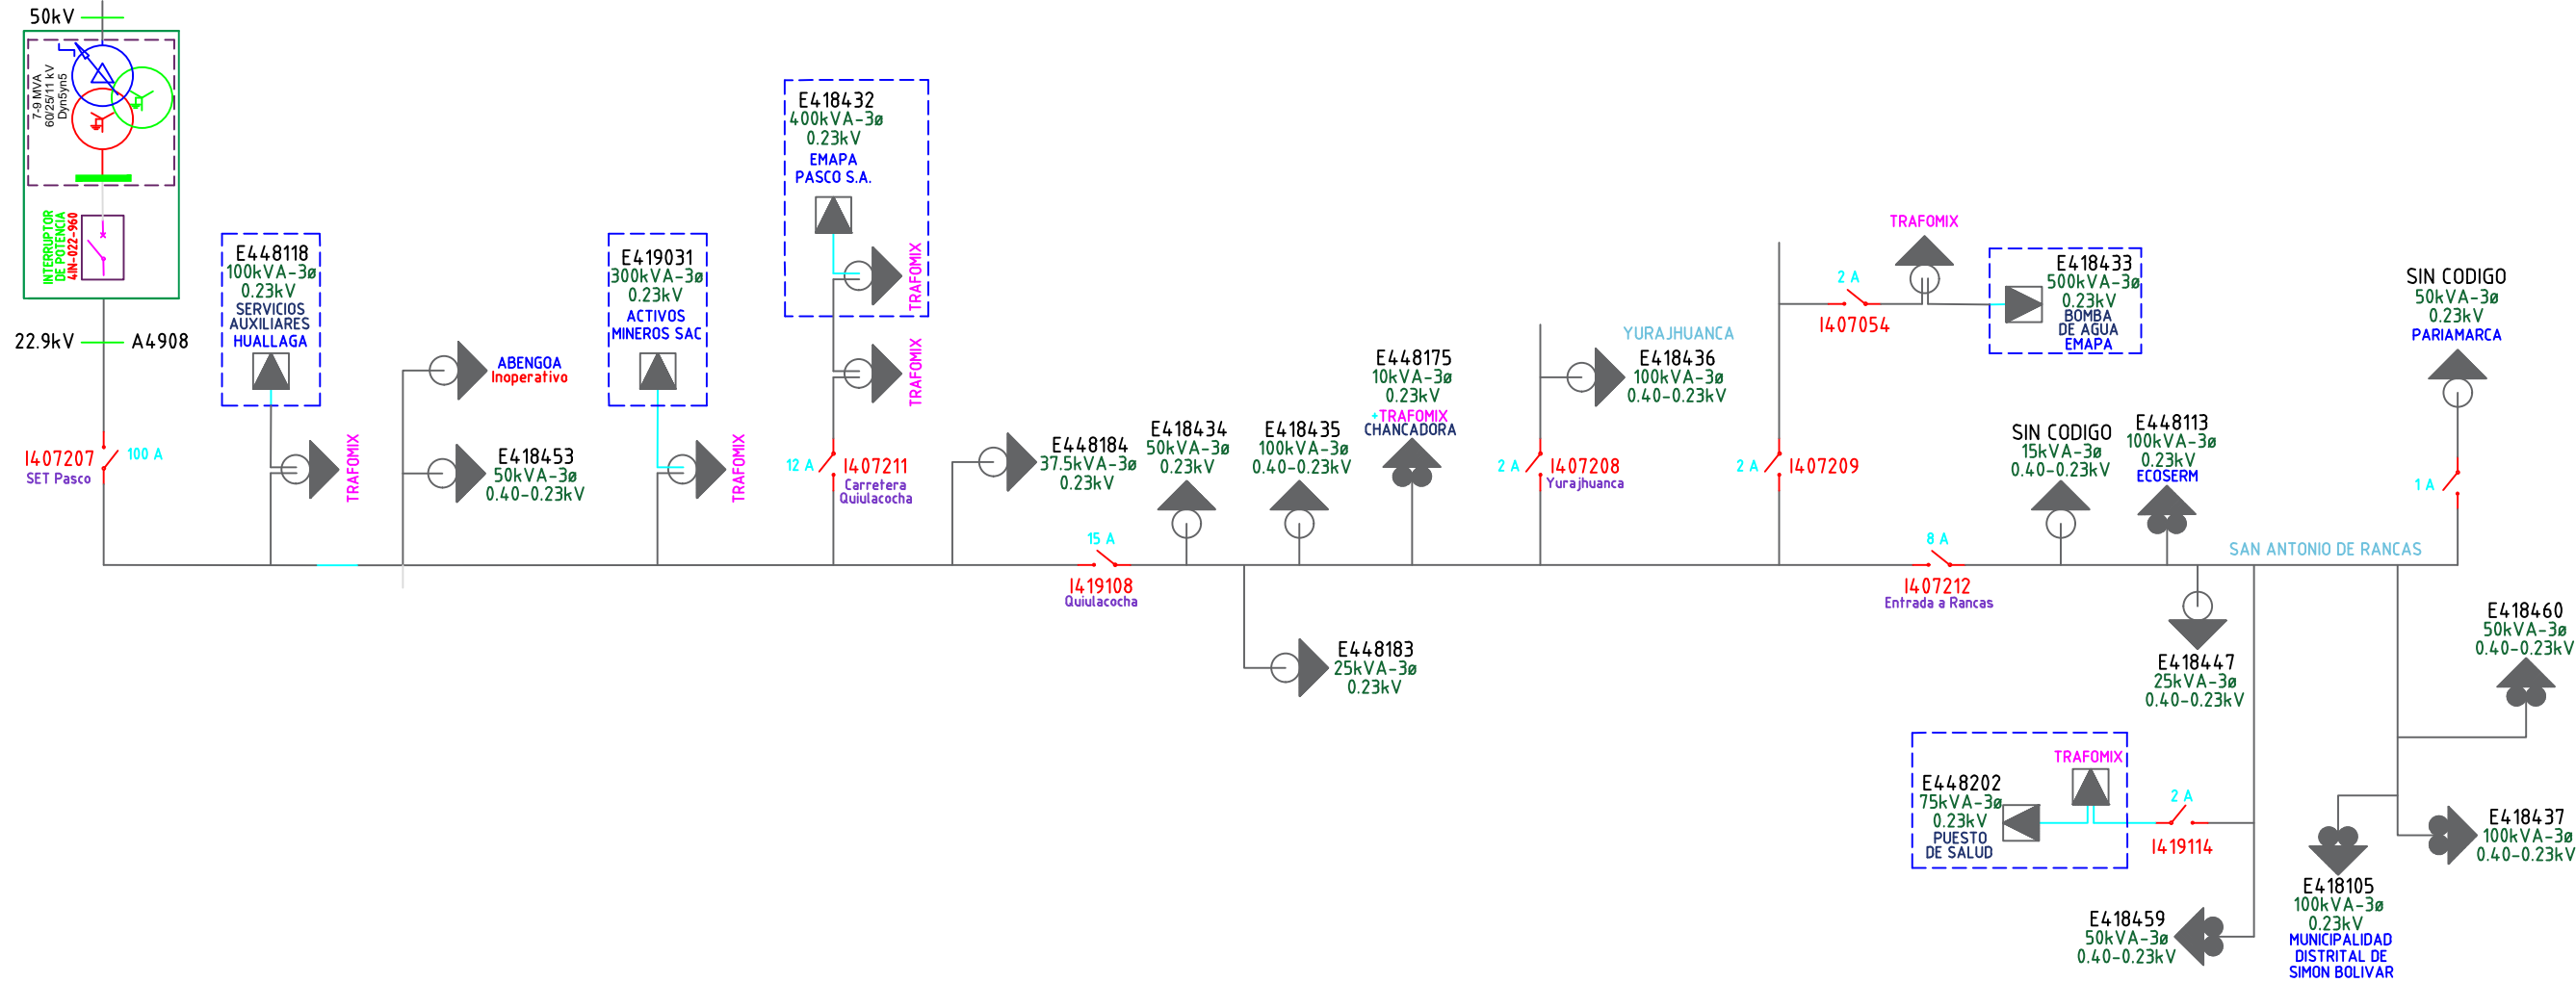 50kV
7-9 MVA
60/25/11 kV
Dyn5yn5
INTERRUPTOR
DE POTENCIA
4IN-022-960
22.9kV
A4908
I407207
SET Pasco
100 A
E448118
100kVA-3ø
0.23kV
SERVICIOS
AUXILIARES
HUALLAGA
TRAFOMIX
ABENGOA
Inoperativo
E418453
50kVA-3ø
0.40-0.23kV
E419031
300kVA-3ø
0.23kV
ACTIVOS
MINEROS SAC
TRAFOMIX
E418432
400kVA-3ø
0.23kV
EMAPA
PASCO S.A.
TRAFOMIX
TRAFOMIX
12 A
I407211
Carretera
Quiulacocha
E448184
37.5kVA-3ø
0.23kV
15 A
I419108
Quiulacocha
E418434
50kVA-3ø
0.23kV
E448183
25kVA-3ø
0.23kV
E418435
100kVA-3ø
0.40-0.23kV
E448175
10kVA-3ø
0.23kV
+TRAFOMIX
CHANCADORA
YURAJHUANCA
E418436
100kVA-3ø
0.40-0.23kV
2 A
I407208
Yurajhuanca
2 A
I407209
2 A
I407054
TRAFOMIX
E418433
500kVA-3ø
0.23kV
BOMBA
DE AGUA
EMAPA
8 A
I407212
Entrada a Rancas
SIN CODIGO
15kVA-3ø
0.40-0.23kV
E448113
100kVA-3ø
0.23kV
ECOSERM
SAN ANTONIO DE RANCAS
SIN CODIGO
50kVA-3ø
0.23kV
PARIAMARCA
1 A
E418447
25kVA-3ø
0.40-0.23kV
TRAFOMIX
E448202
75kVA-3ø
0.23kV
PUESTO
DE SALUD
2 A
I419114
E418459
50kVA-3ø
0.40-0.23kV
E418460
50kVA-3ø
0.40-0.23kV
E418437
100kVA-3ø
0.40-0.23kV
E418105
100kVA-3ø
0.23kV
MUNICIPALIDAD
DISTRITAL DE
SIMON BOLIVAR